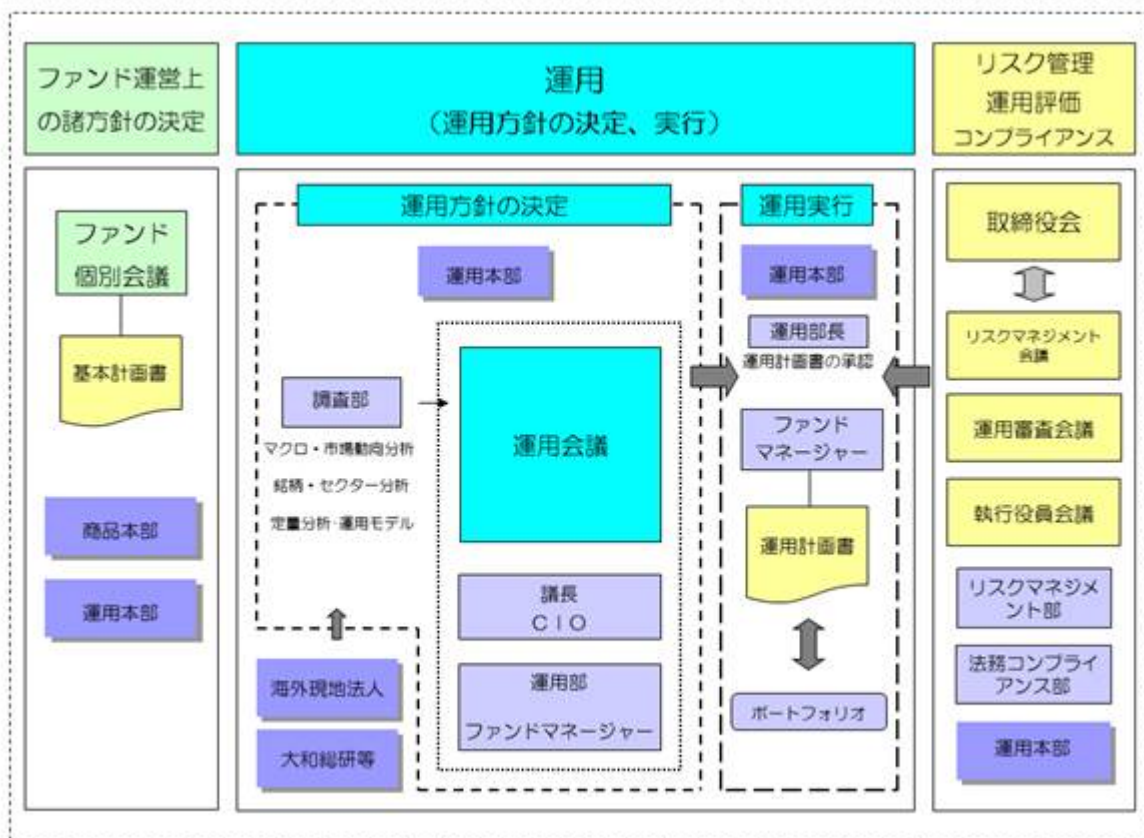 ファンド運営上
の諸方針の決定
運用
（運用方針の決定、実行）
リスク管理
運用評価
コンプライアンス
ファンド
個別会議
基本計画書
商品本部
運用本部
運用方針の決定
運用本部
調査部
マクロ・市場動向分析
銘柄・セクター分析
定量分析・運用モデル
運用会議
議長
ＣＩＯ
運用部
ファンドマネージャー
海外現地法人
大和総研等
運用実行
運用本部
運用部長
運用計画書の承認
ファンド
マネージャー
運用計画書
ポートフォリオ
取締役会
リスクマネジメント
会議
運用審査会議
執行役員会議
リスクマネジメ
ント部
法務コンプライ
アンス部
運用本部